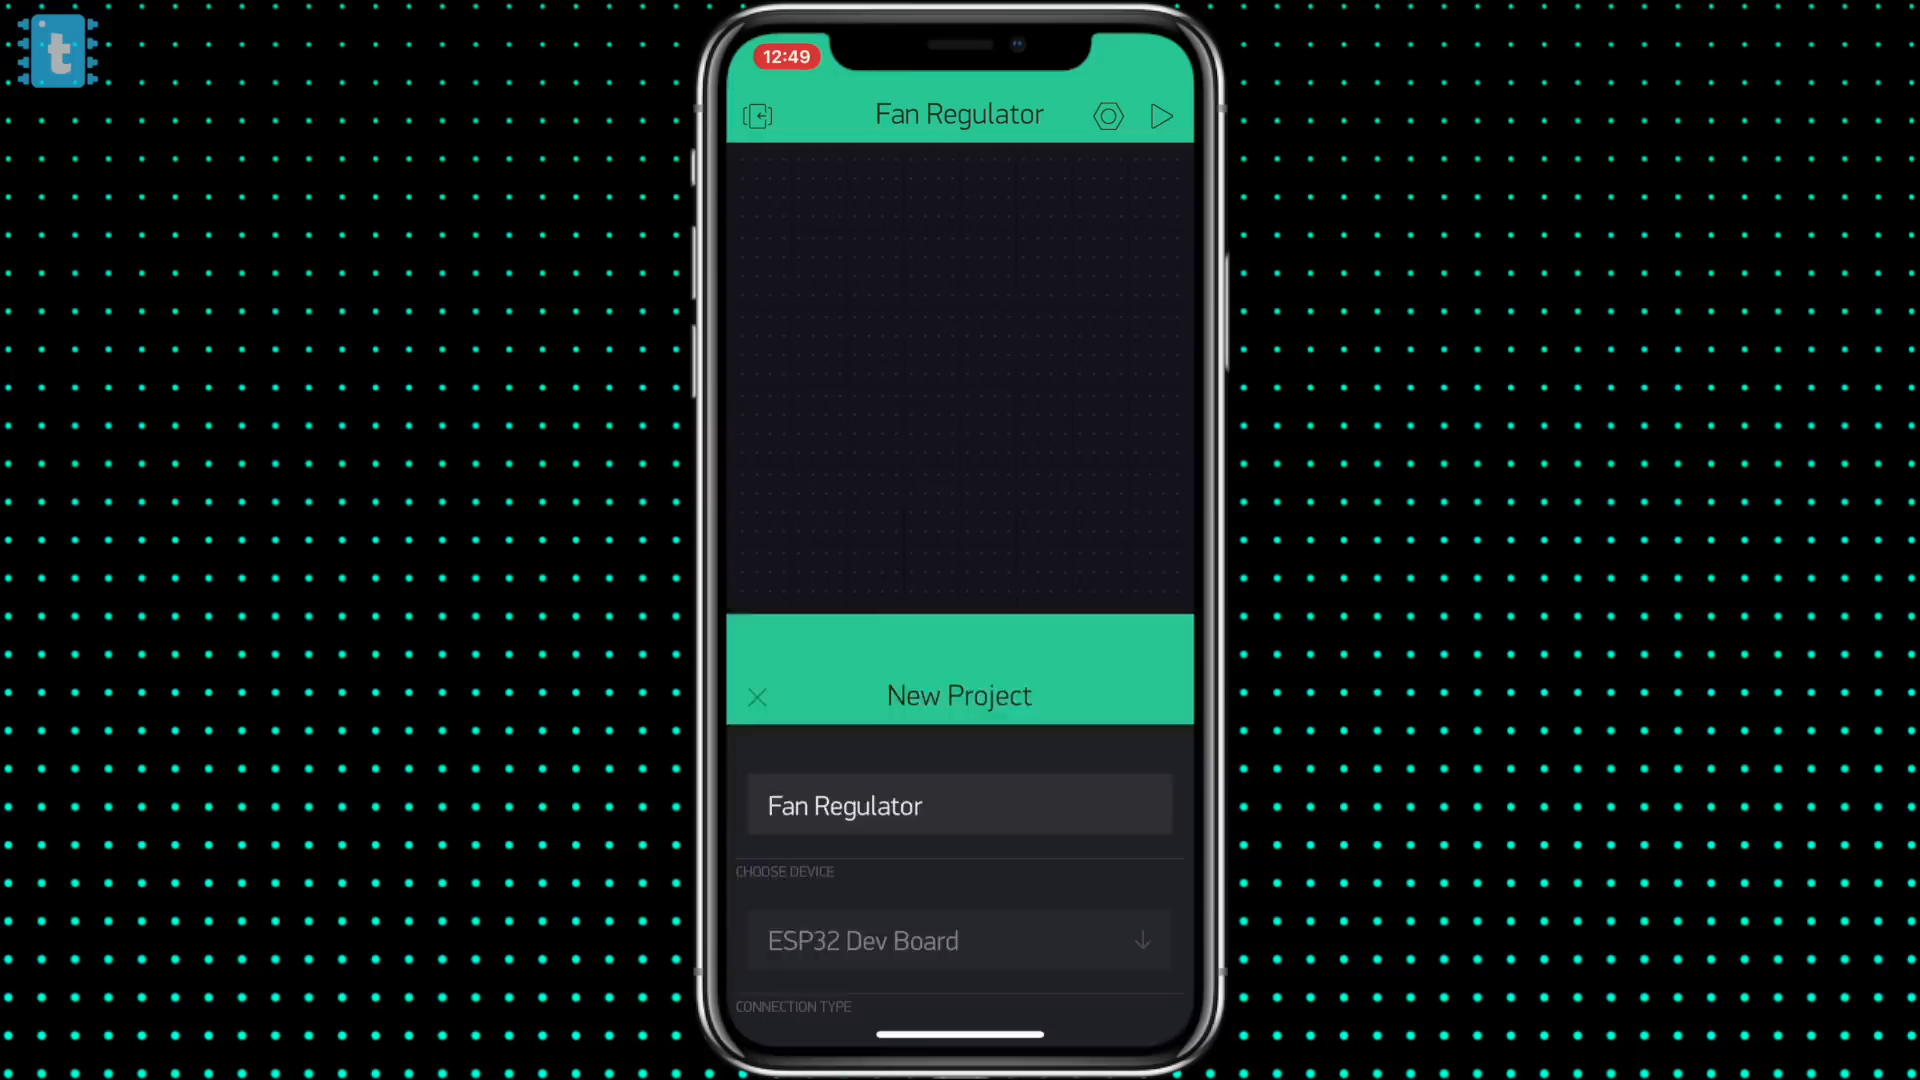 t
12:49
Fan Regulator
New Project
Fan Regulator
CHOOSE DEVICE
ESP32 Dev Board
CONNECTION TYPE